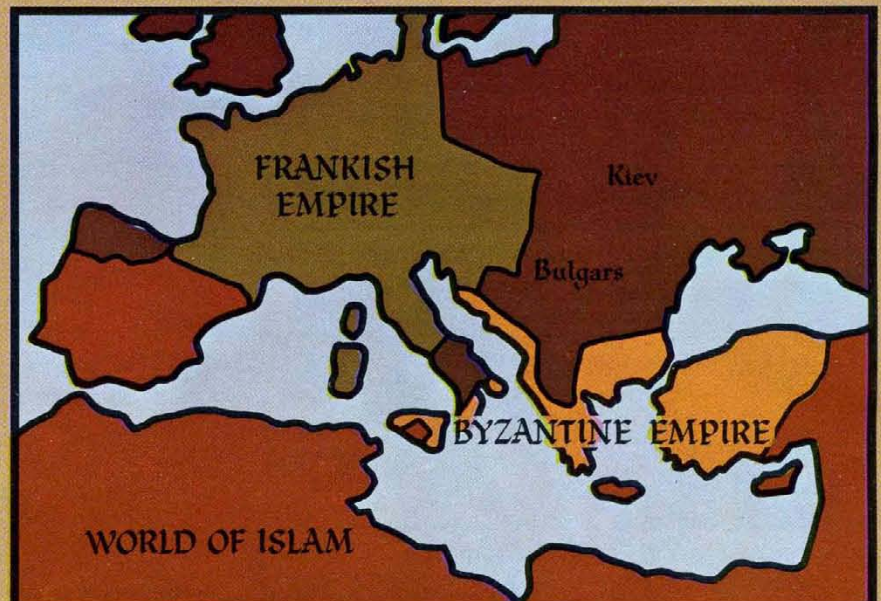 FRANKISH
EMPIRE
Kiev
Bulgars
BYZANTINE EMPIRE
WORLD OF ISLAM